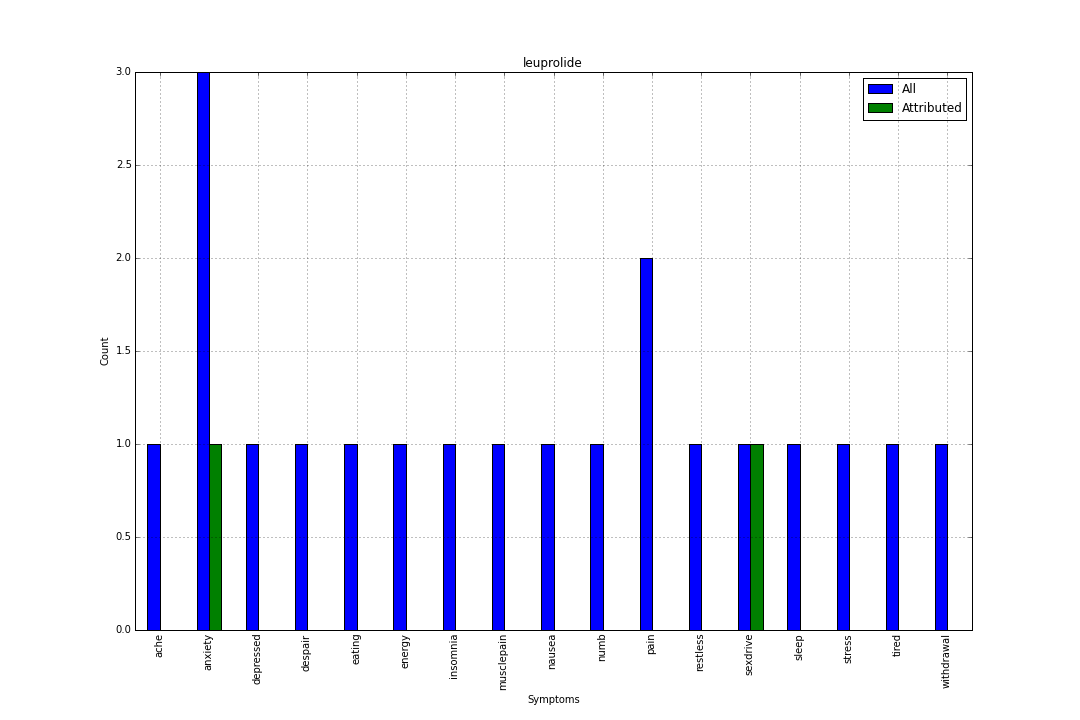 leuprolide
All
Attributed
3.0
2.5
2.0
1.5
1.0
0.5
0.0
Count
ache
anxiety
depressed
despair
eating
energy
insomnia
musclepain
nausea
numb
pain
restless
sexdrive
sleep
stress
tired
withdrawal
Symptoms